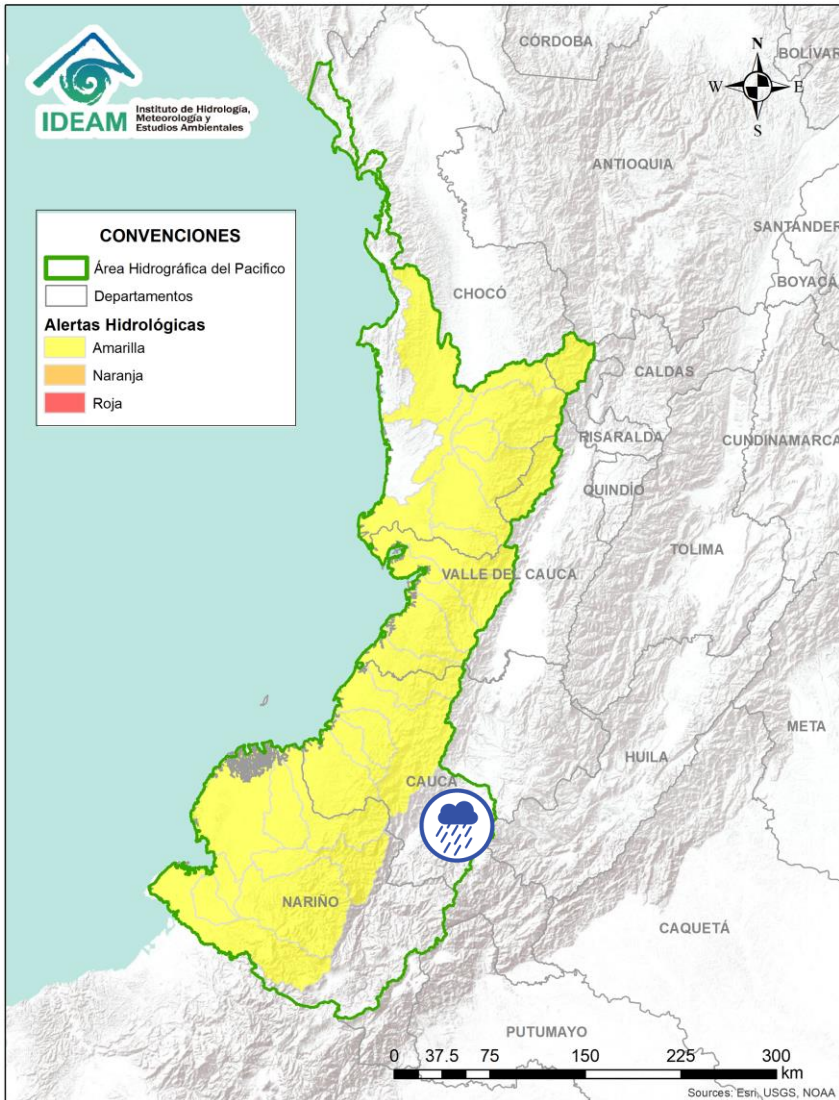 IDEAM
Instituto de Hidrología,
Meteorología y
Estudios Ambientales
CÓRDOBA
BOLÍVAR
N
W
E
S
ANTIOQUIA
SANTANDER
BOYACÁ
CONVENCIONES
Área Hidrográfica del Pacifico
Departamentos
Alertas Hidrológicas
Amarilla
Naranja
Roja
CHOCÓ
CALDAS
RISARALDA
CUNDINAMARCA
QUINDÍO
TOLIMA
VALLE DEL CAUCA
META
HUILA
CAUCA
NARIÑO
CAQUETÁ
PUTUMAYO
0 37.5 75 150 225 300
km
Sources: Esri, USGS, NOAA